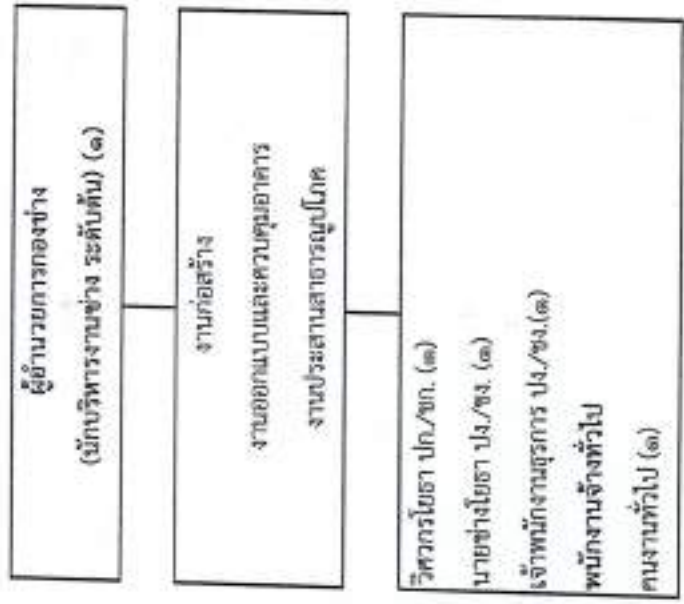 ผู้อำนวยการกองช่าง
(นักบริหารงานช่าง ระดับต้น) (๑)
งานก่อสร้าง
งานออกแบบและควบคุมอาคาร
งานประสานสาธารณูปโภค
วิศวกรโยธา ปก./ชก. (๑)
นายช่างโยธา ปง./ชง. (๑)
เจ้าพนักงานธุรการ ปง./ชง.(๑)
พนักงานจ้างทั่วไป
คนงานทั่วไป (๑)